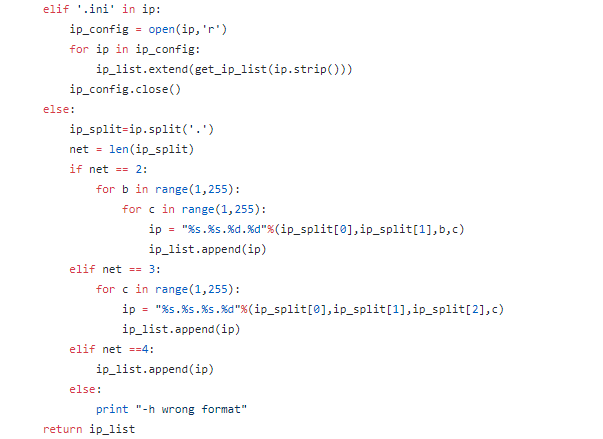 elif '.ini' in ip:
    ip_config = open(ip,'r')
    for ip in ip_config:
        ip_list.extend(get_ip_list(ip.strip()))
    ip_config.close()
else:
    ip_split=ip.split('.')
    net = len(ip_split)
    if net == 2:
        for b in range(1,255):
            for c in range(1,255):
                ip = "%s.%s.%d.%d"%(ip_split[0],ip_split[1],b,c)
                ip_list.append(ip)
    elif net == 3:
        for c in range(1,255):
            ip = "%s.%s.%s.%d"%(ip_split[0],ip_split[1],ip_split[2],c)
            ip_list.append(ip)
    elif net ==4:
        ip_list.append(ip)
    else:
        print "-h wrong format"
return ip_list